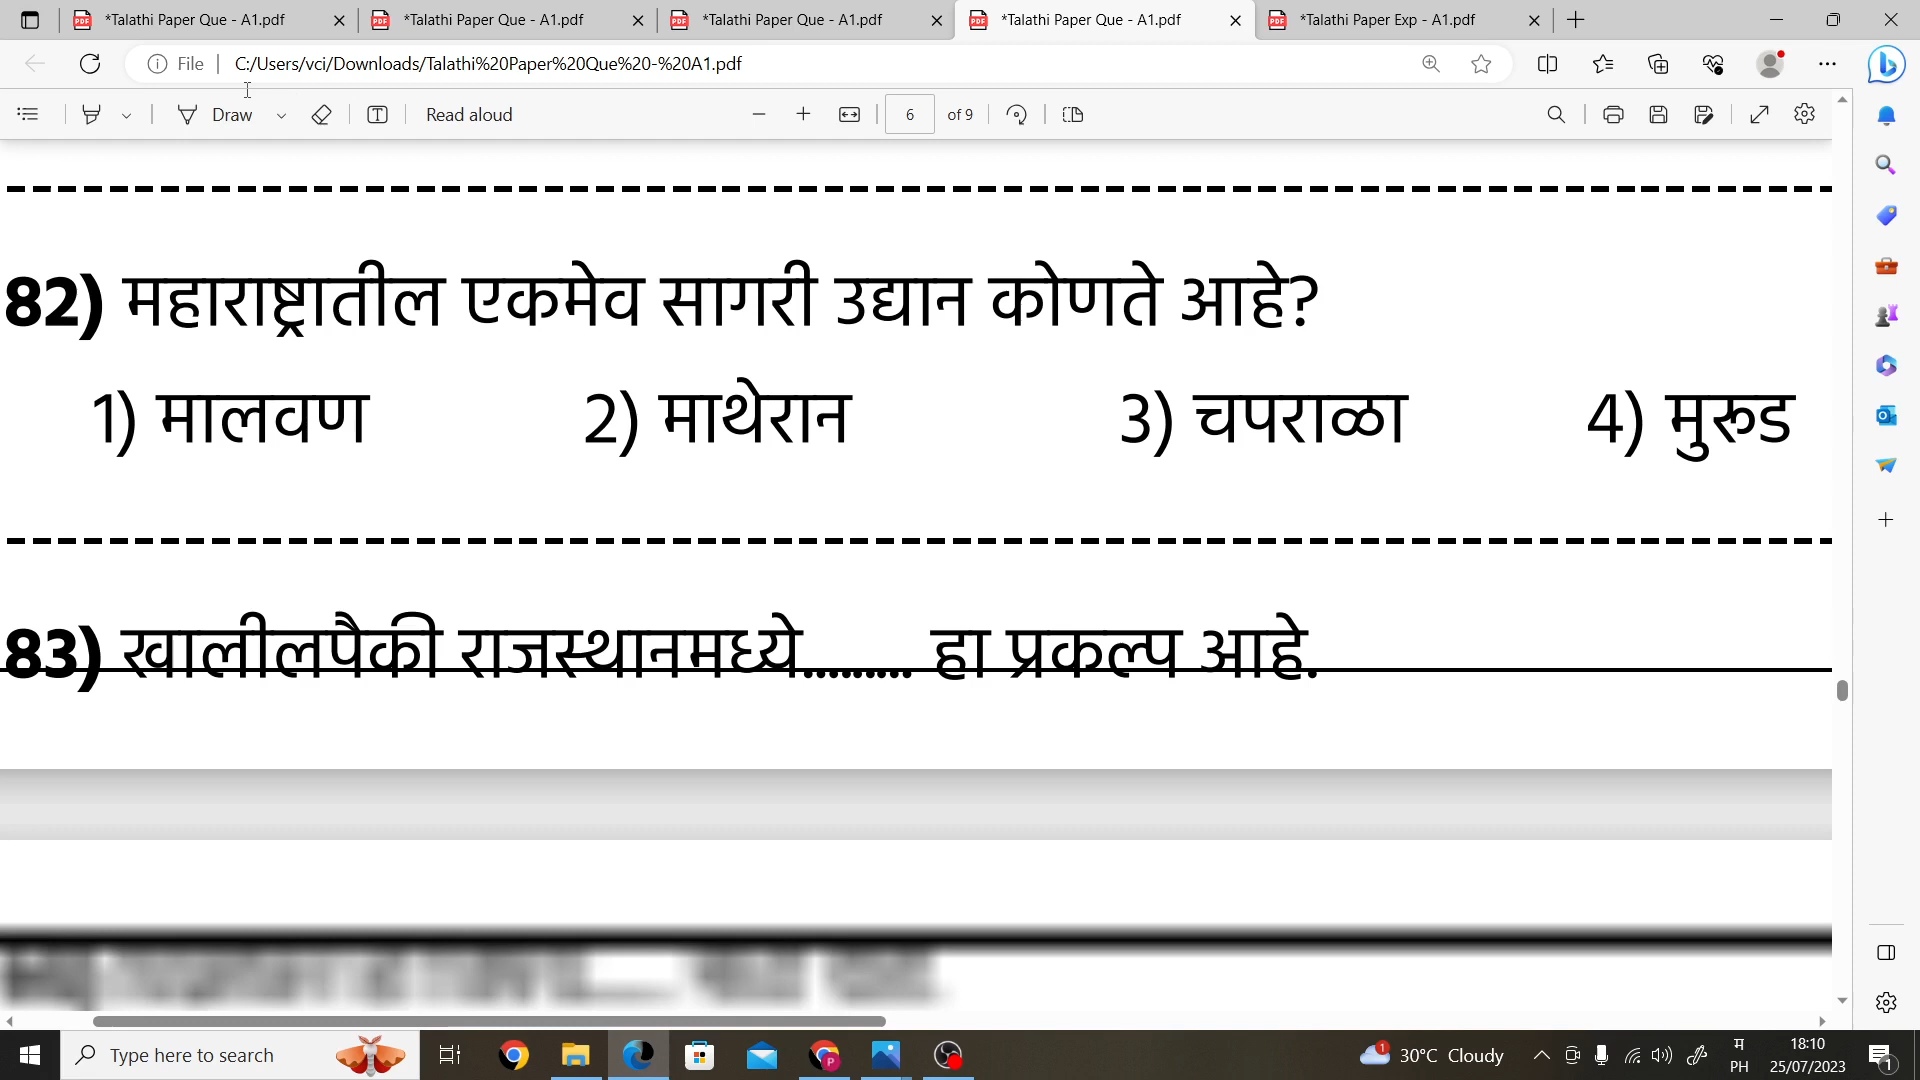 *Talathi Paper Que - A1.pdf
*Talathi Paper Que - A1.pdf
*Talathi Paper Que - A1.pdf
*Talathi Paper Que - A1.pdf
*Talathi Paper Exp - A1.pdf
File
C:/Users/vci/Downloads/Talathi%20Paper%20Que%20-%20A1.pdf
Draw
Read aloud
6
of 9
82) महाराष्ट्रातील एकमेव सागरी उद्यान कोणते आहे?
1) मालवण 2) माथेरान 3) चपराळा 4) मुरूड
83) खालीलपैकी राजस्थानमध्ये......... हा प्रकल्प आहे.
Type here to search
1
30°C Cloudy
म
PH
18:10
25/07/2023
1